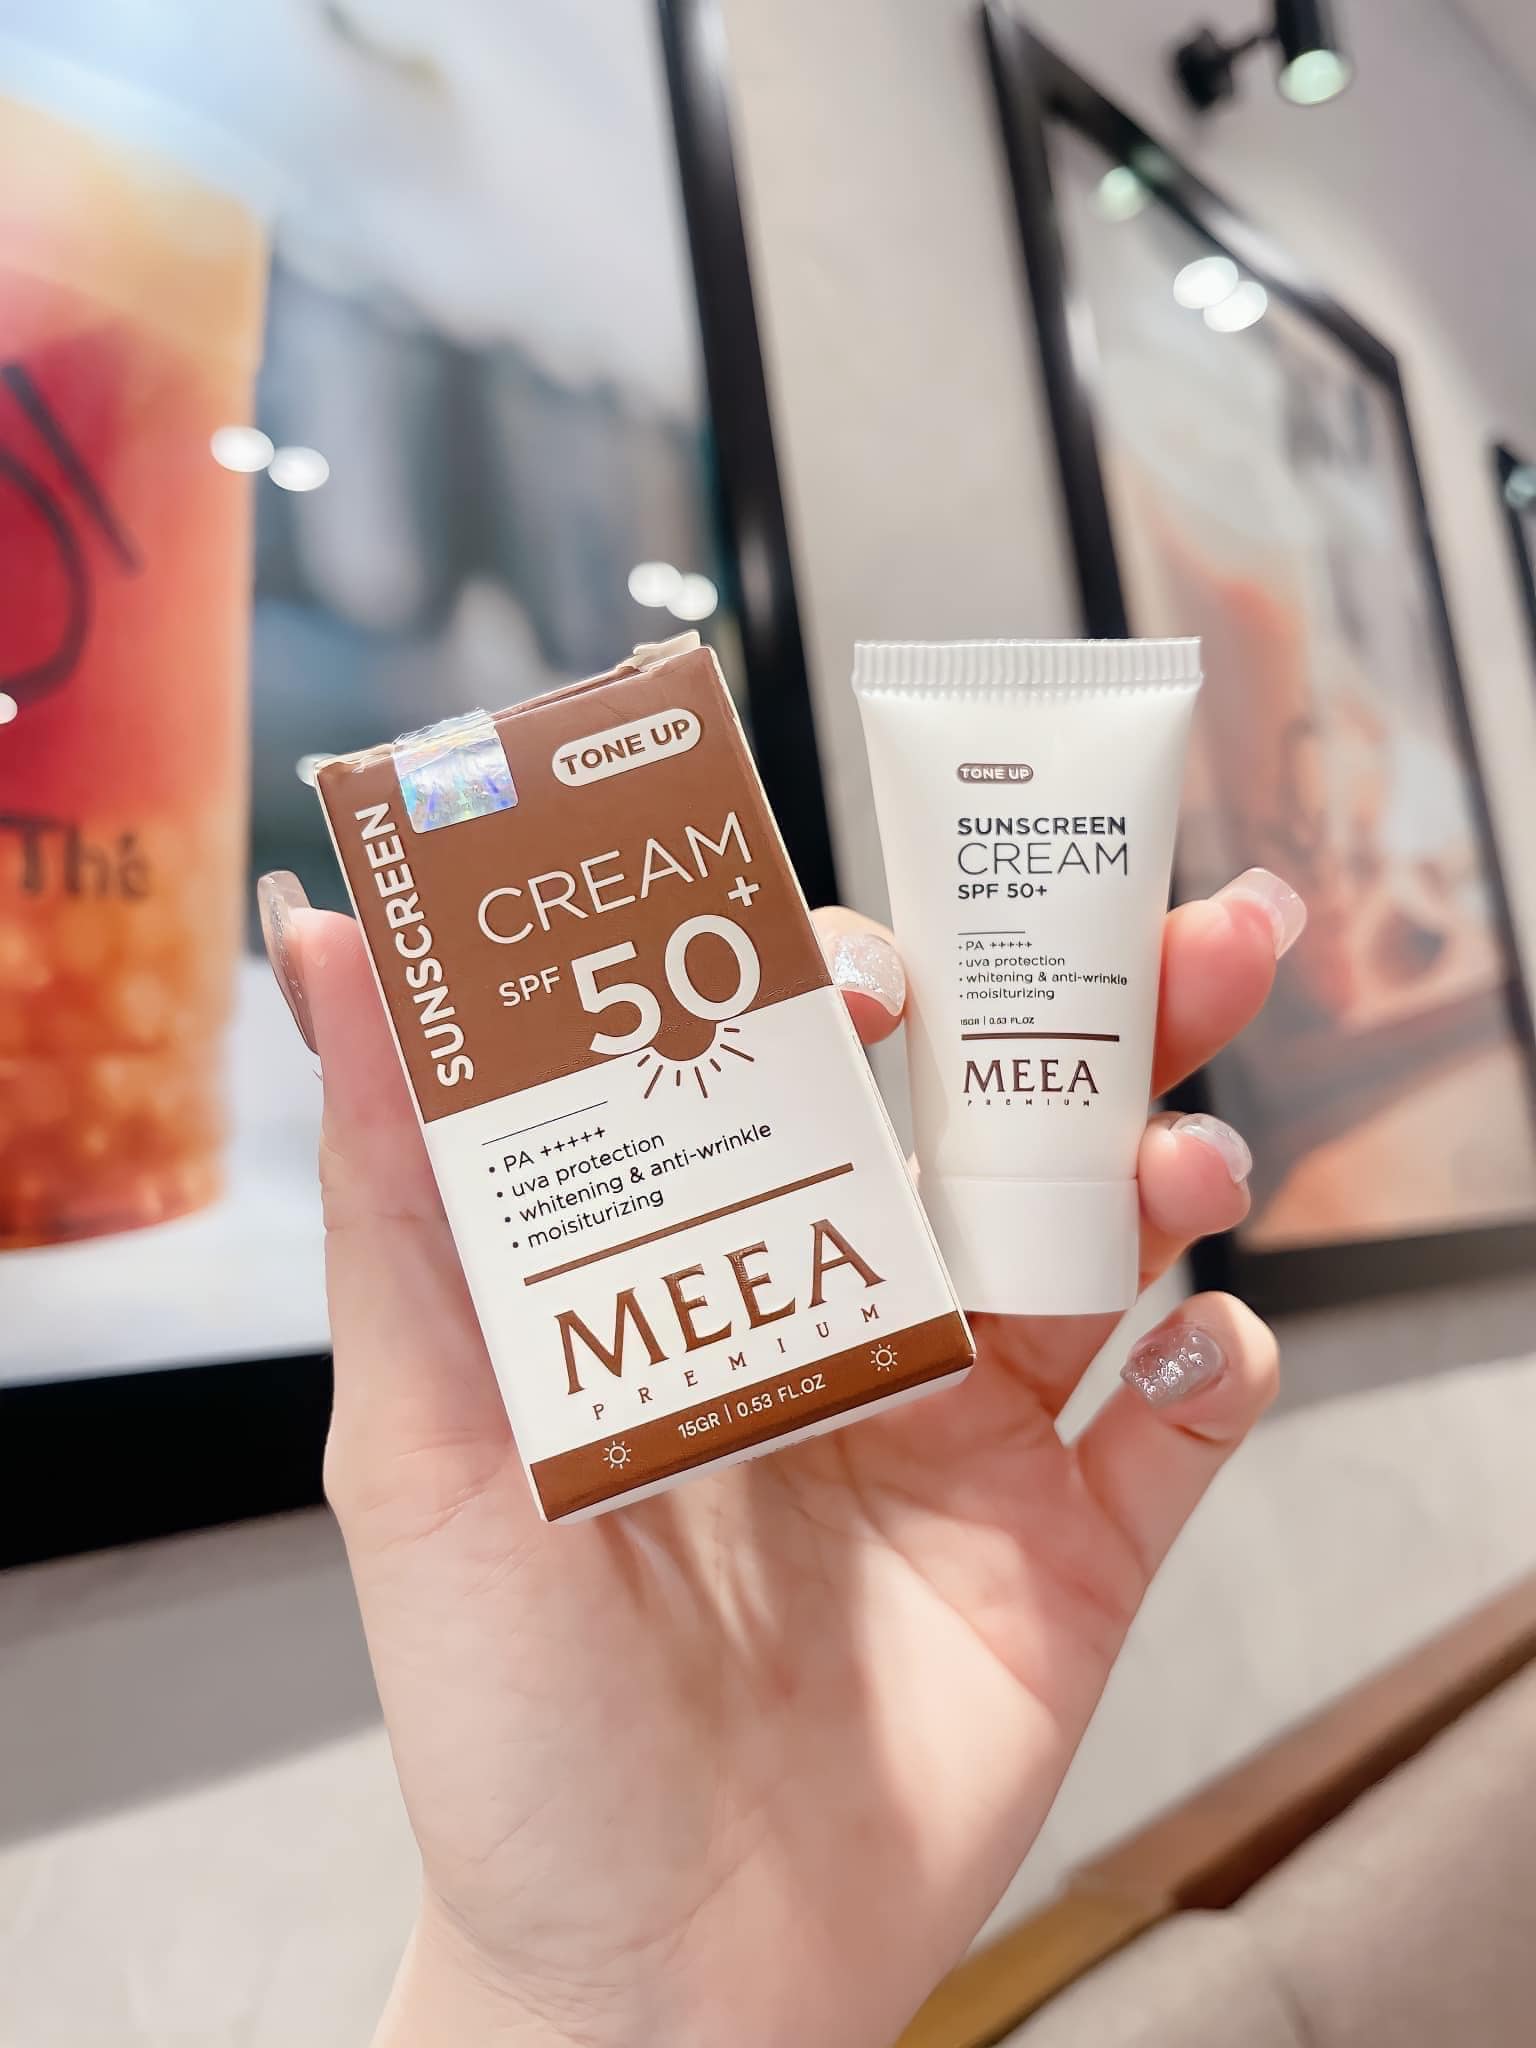 TONE UP
SUNSCREEN
CREAM
SPF 50+
• PA +++++
• uva protection
• whitening & anti-wrinkle
• moisiturizing
MEEA
PREMIUM
15GR | 0.53 FL.OZ
TONE UP
SUNSCREEN
CREAM
SPF 50+
• PA +++++
• uva protection
• whitening & anti-wrinkle
• moisiturizing
15GR | 0.53 FL.OZ
MEEA
PREMIUM
Thé